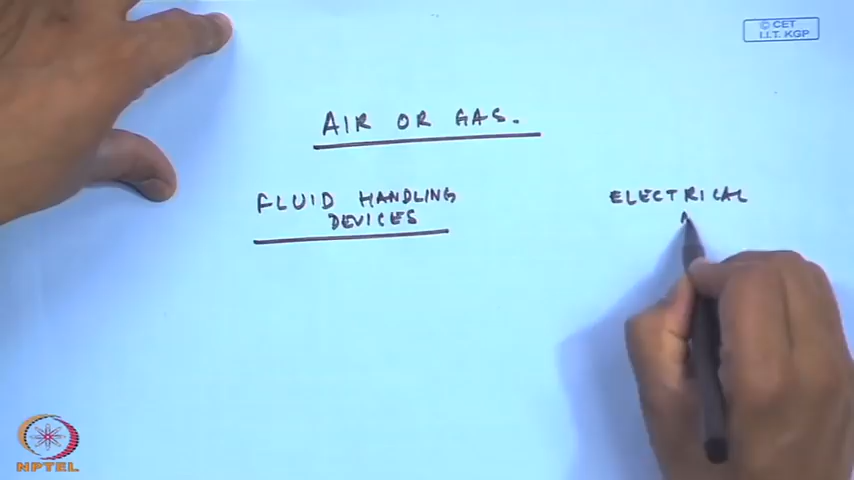 © CET
I.I.T. KGP
AIR OR GAS.
FLUID HANDLING
DEVICES
ELECTRICAL
NPTEL